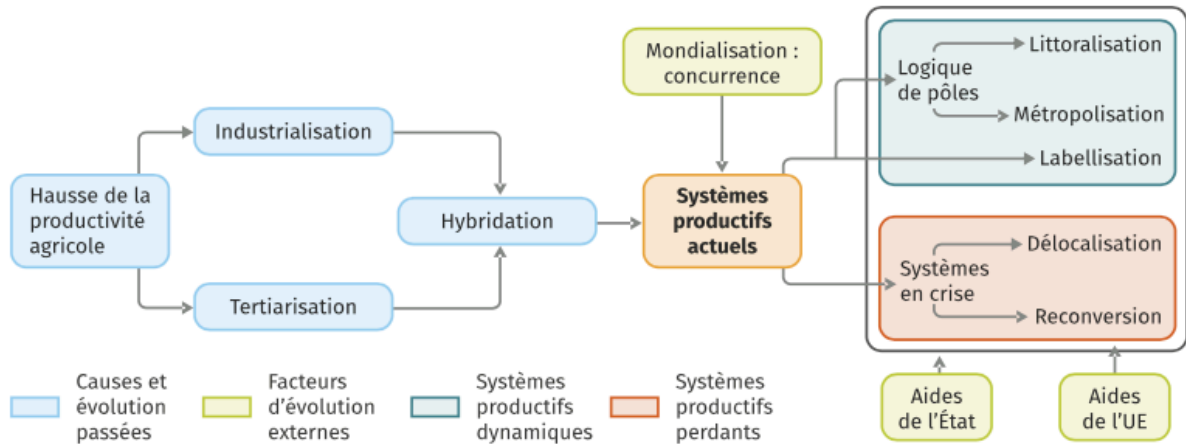 Mondialisation :
concurrence
Littoralisation
Logique
de pôles
Métropolisation
Labellisation
Industrialisation
Hausse de la
productivité
agricole
Hybridation
Systèmes
productifs
actuels
Tertiarisation
Délocalisation
Systèmes
en crise
Reconversion
Causes et
évolution
passées
Facteurs
d'évolution
externes
Systèmes
productifs
dynamiques
Systèmes
productifs
perdants
Aides
de l'État
Aides
de l'UE